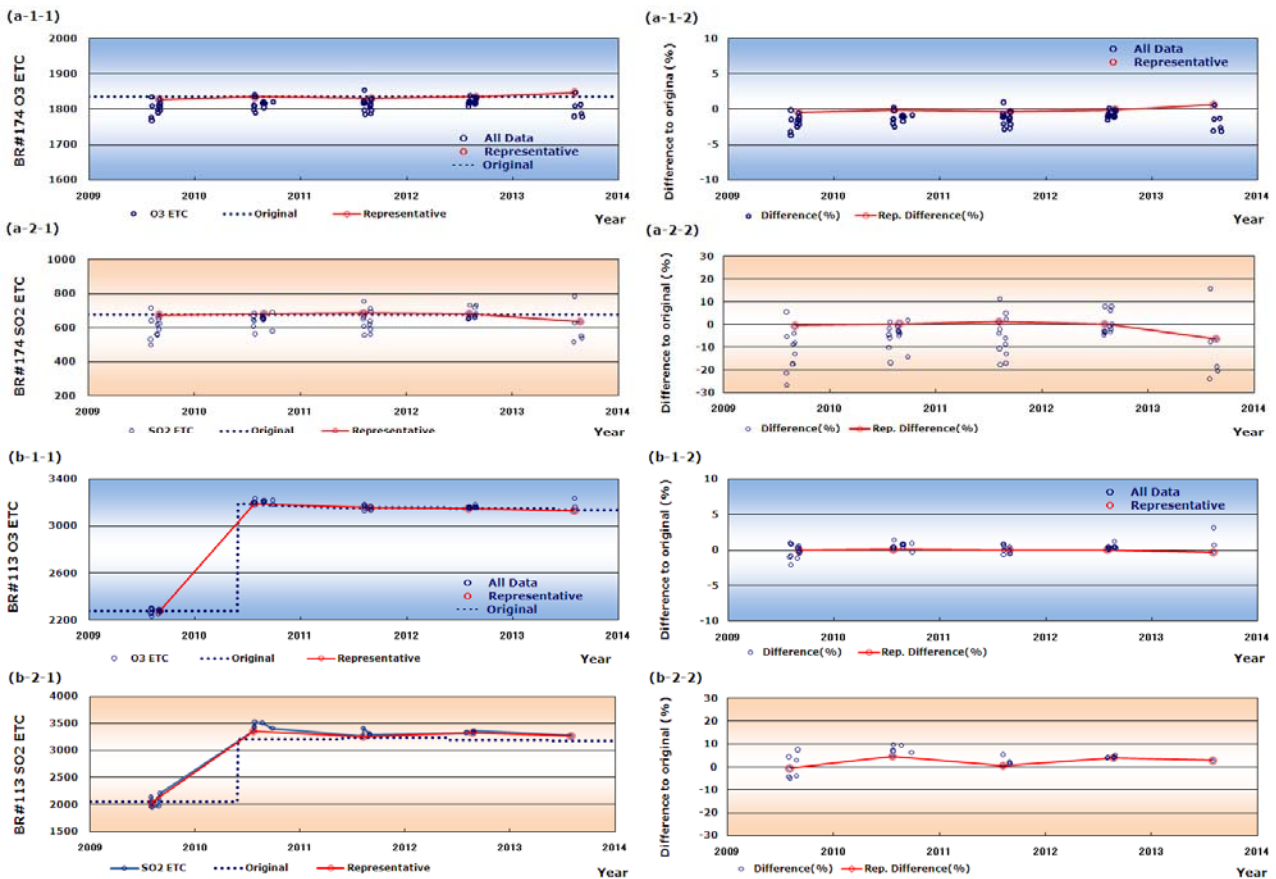 (a-1-1)
BR#174 O3 ETC
2000
1900
1800
1700
1600
2009
2010
2011
2012
2013
2014
All Data
Representative
Original
O3 ETC
Original
Representative
Year
(a-1-2)
Difference to origina (%)
10
5
0
-5
-10
2009
2010
2011
2012
2013
2014
All Data
Representative
Difference(%)
Rep. Difference(%)
Year
(a-2-1)
BR#174 SO2 ETC
1000
800
600
400
200
2009
2010
2011
2012
2013
2014
SO2 ETC
Original
Representative
Year
(a-2-2)
Difference to original (%)
30
20
10
0
-10
-20
-30
2009
2010
2011
2012
2013
2014
Difference(%)
Rep. Difference(%)
Year
(b-1-1)
BR#113 O3 ETC
3400
3000
2600
2200
2009
2010
2011
2012
2013
2014
All Data
Representative
Original
O3 ETC
Original
Representative
Year
(b-1-2)
Difference to original (%)
10
5
0
-5
-10
2009
2010
2011
2012
2013
2014
All Data
Representative
Difference(%)
Rep. Difference(%)
Year
(b-2-1)
BR#113 SO2 ETC
4000
3500
3000
2500
2000
1500
2009
2010
2011
2012
2013
2014
SO2 ETC
Original
Representative
Year
(b-2-2)
Difference to original (%)
30
20
10
0
-10
-20
-30
2009
2010
2011
2012
2013
2014
Difference(%)
Rep. Difference(%)
Year